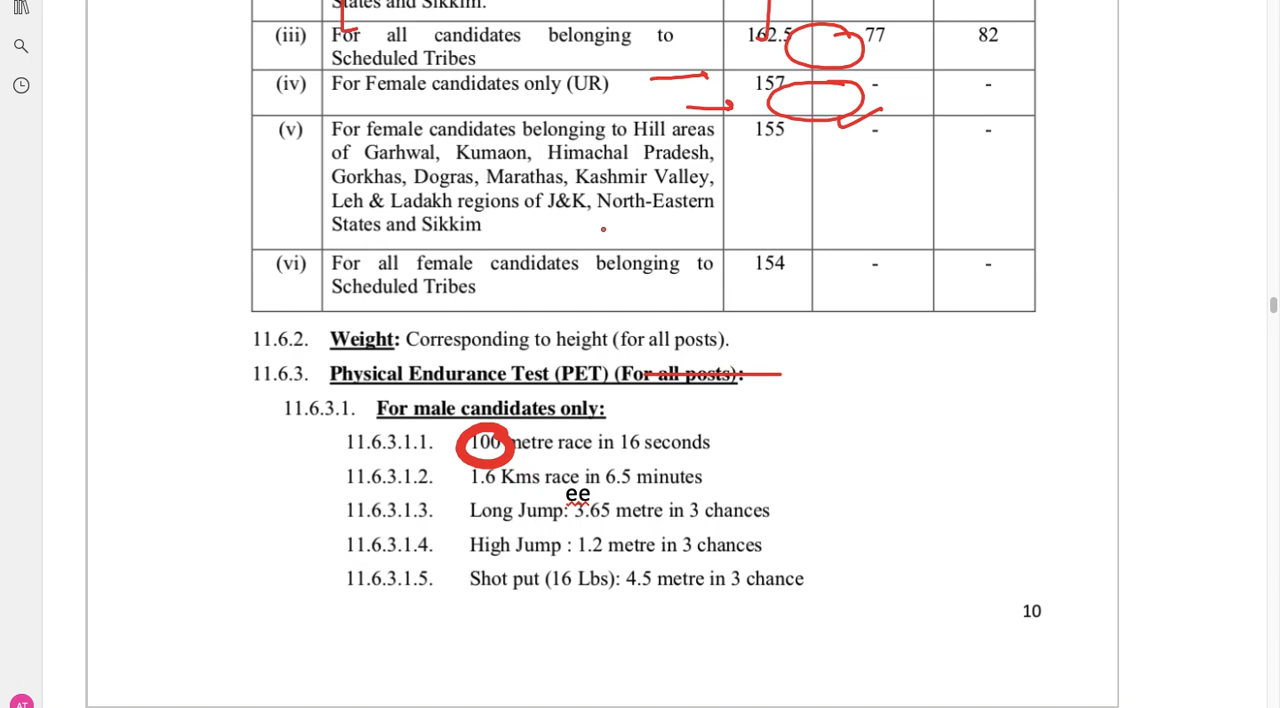 States and Sikkim.
(iii) For all candidates belonging to 162.5 77 82
Scheduled Tribes
(iv) For Female candidates only (UR) 157 - -
(v) For female candidates belonging to Hill areas 155 - -
of Garhwal, Kumaon, Himachal Pradesh,
Gorkhas, Dogras, Marathas, Kashmir Valley,
Leh & Ladakh regions of J&K, North-Eastern
States and Sikkim
(vi) For all female candidates belonging to 154 - -
Scheduled Tribes
11.6.2. Weight: Corresponding to height (for all posts).
11.6.3. Physical Endurance Test (PET) (For all posts):
11.6.3.1. For male candidates only:
11.6.3.1.1. 100 metre race in 16 seconds
11.6.3.1.2. 1.6 Kms race in 6.5 minutes
ee
11.6.3.1.3. Long Jump: 3.65 metre in 3 chances
11.6.3.1.4. High Jump : 1.2 metre in 3 chances
11.6.3.1.5. Shot put (16 Lbs): 4.5 metre in 3 chance
10
AT